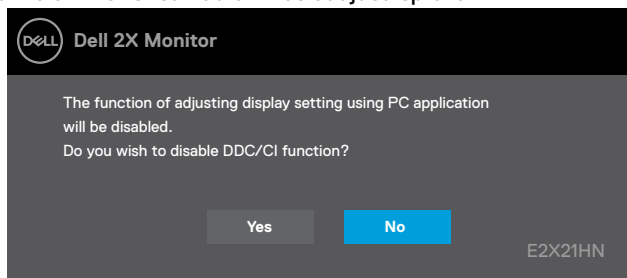 DELL Dell 2X Monitor
The function of adjusting display setting using PC application
will be disabled.
Do you wish to disable DDC/CI function?
Yes No
E2X21HN